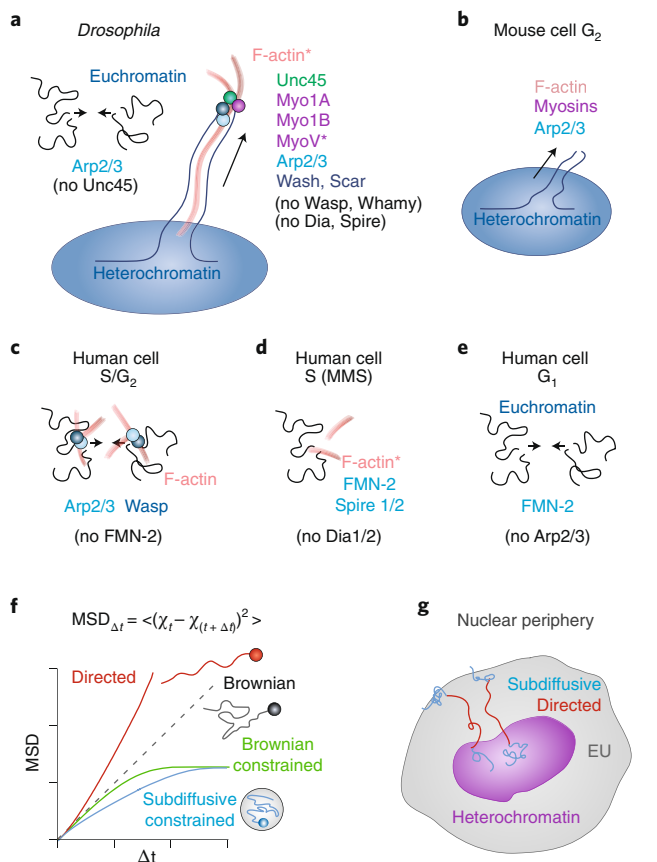 a
Drosophila
Euchromatin
Arp2/3
(no Unc45)
F-actin*
Unc45
Myo1A
Myo1B
MyoV*
Arp2/3
Wash, Scar
(no Wasp, Whamy)
(no Dia, Spire)
Heterochromatin
b
Mouse cell G2
F-actin
Myosins
Arp2/3
Heterochromatin
c
Human cell
S/G2
F-actin
Arp2/3 Wasp
(no FMN-2)
d
Human cell
S (MMS)
F-actin*
FMN-2
Spire 1/2
(no Dia1/2)
e
Human cell
G1
Euchromatin
FMN-2
(no Arp2/3)
f
MSDΔt = <(χt – χ(t + Δt))2 >
Directed
Brownian
Brownian
constrained
Subdiffusive
constrained
MSD
Δt
g
Nuclear periphery
Subdiffusive
Directed
EU
Heterochromatin